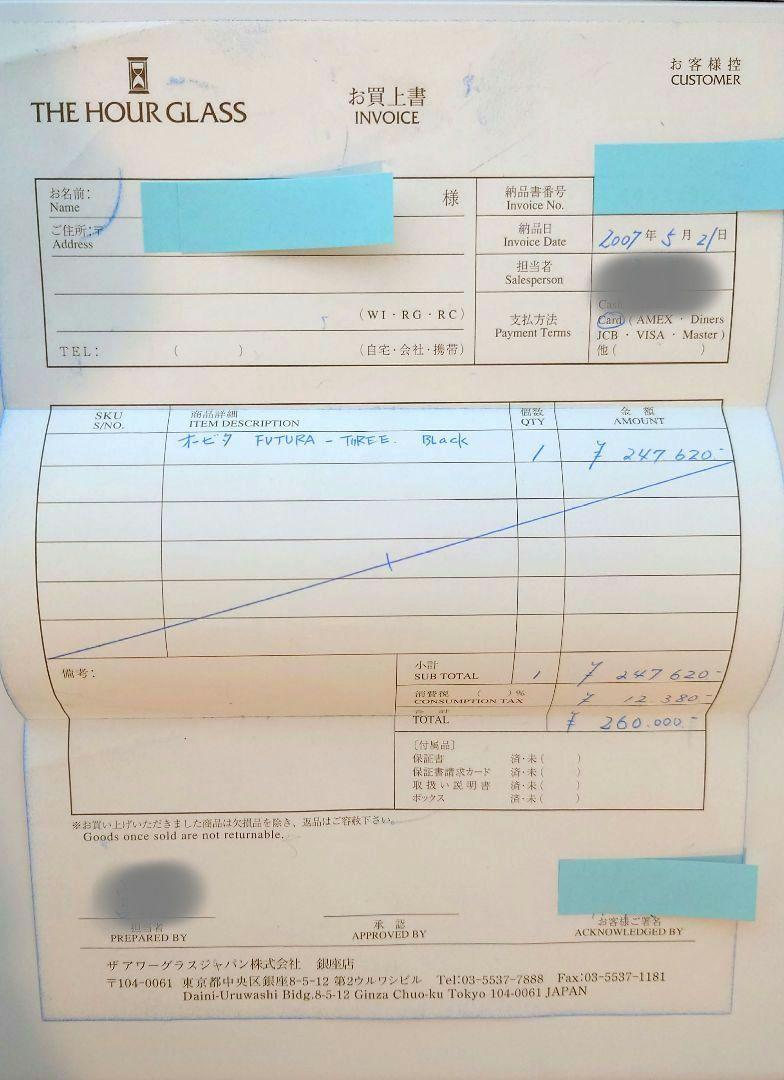 THE HOUR GLASS
お買上書
INVOICE
お客様控
CUSTOMER
お名前:
Name
様
ご住所:〒
Address
(WI・RG・RC)
TEL: ( ) (自宅・会社・携帯)
納品書番号
Invoice No.
納品日
Invoice Date
2007年5月21日
担当者
Salesperson
支払方法
Payment Terms
Card (AMEX・Diners
JCB・VISA・Master)
他( )
SKU
S/NO.
商品詳細
ITEM DESCRIPTION
個数
QTY
金額
AMOUNT
オービタ FUTURA - THREE. Black 1 ¥ 247,620.-
備考:
小計
SUB TOTAL 1 ¥ 247,620-
消費税 ( )%
CONSUMPTION TAX ¥ 12,380-
合計
TOTAL ¥ 260,000.-
[付属品]
保証書 済・未( )
保証書請求カード 済・未( )
取扱い説明書 済・未( )
ボックス 済・未( )
※お買い上げいただきました商品は欠損品を除き、返品はご容赦下さい。
Goods once sold are not returnable.
担当者
PREPARED BY
承認
APPROVED BY
お客様ご署名
ACKNOWLEDGED BY
ザアワーグラスジャパン株式会社 銀座店
〒104-0061 東京都中央区銀座8-5-12 第2ウルワシビル Tel:03-5537-7888 Fax:03-5537-1181
Daini-Uruwashi Bidg.8-5-12 Ginza Chuo-ku Tokyo 104-0061 JAPAN